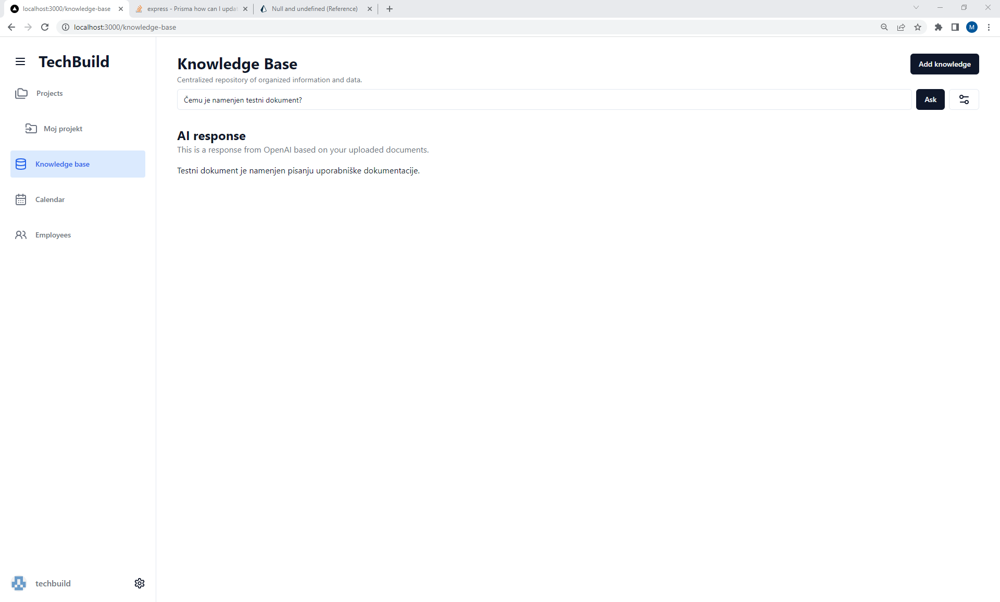 localhost:3000/knowledge-base
express - Prisma how can I updat
Null and undefined (Reference)
localhost:3000/knowledge-base
M
TechBuild
Projects
Moj projekt
Knowledge base
Calendar
Employees
techbuild
Knowledge Base
Add knowledge
Centralized repository of organized information and data.
Čemu je namenjen testni dokument?
Ask
AI response
This is a response from OpenAI based on your uploaded documents.
Testni dokument je namenjen pisanju uporabniške dokumentacije.